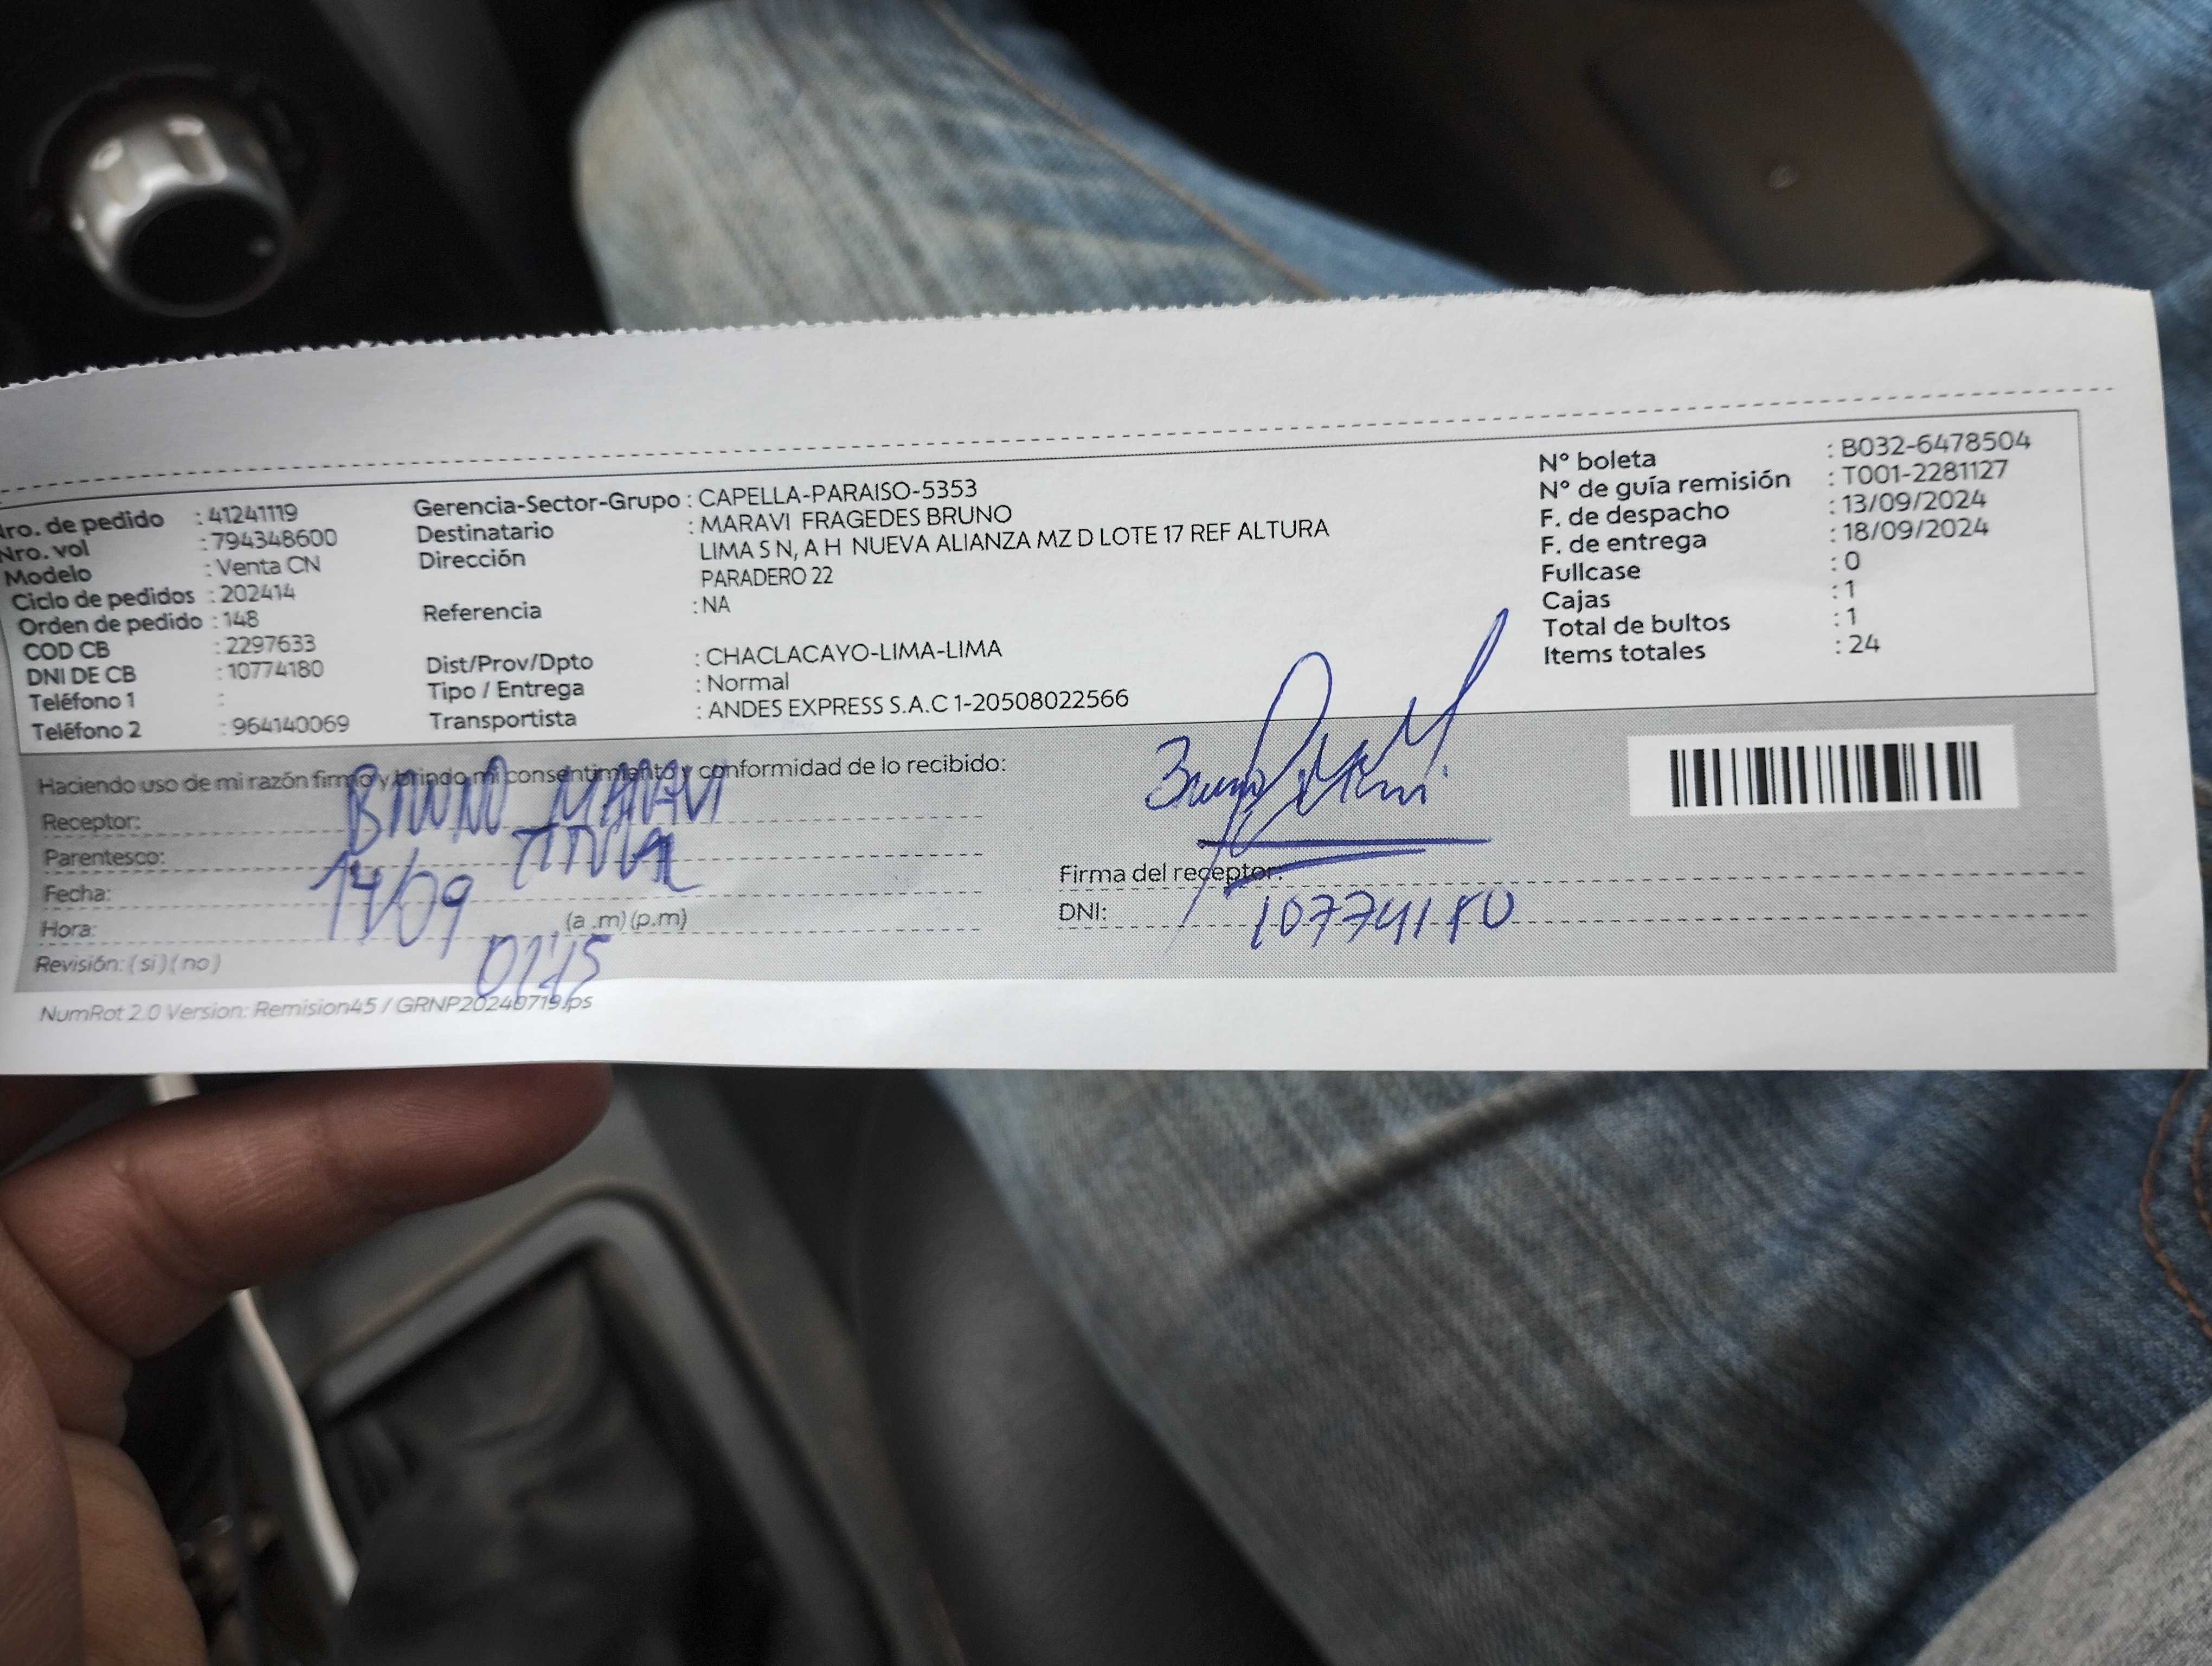 Nro. de pedido : 41241119
Nro. vol : 794348600
Modelo : Venta CN
Ciclo de pedidos : 202414
Orden de pedido : 148
COD CB : 2297633
DNI DE CB : 10774180
Teléfono 1 :
Teléfono 2 : 964140069
Gerencia-Sector-Grupo : CAPELLA-PARAISO-5353
Destinatario : MARAVI FRAGEDES BRUNO
Dirección LIMA S N, A H NUEVA ALIANZA MZ D LOTE 17 REF ALTURA
PARADERO 22
Referencia : NA
Dist/Prov/Dpto : CHACLACAYO-LIMA-LIMA
Tipo / Entrega : Normal
Transportista : ANDES EXPRESS S.A.C 1-20508022566
N° boleta : B032-6478504
N° de guía remisión : T001-2281127
F. de despacho : 13/09/2024
F. de entrega : 18/09/2024
Fullcase : 0
Cajas : 1
Total de bultos : 1
Items totales : 24
Haciendo uso de mi razón firmo y brindo mi consentimiento y conformidad de lo recibido:
Receptor: BRUNO MARAVI
Parentesco: TITULAR
Fecha: 14/09
Hora: (a .m) (p.m)
Revisión: ( si ) ( no )
Bruno Maravi
Firma del receptor:
DNI: 10774180
NumRot 2.0 Version: Remision45 / GRNP20240719.ps